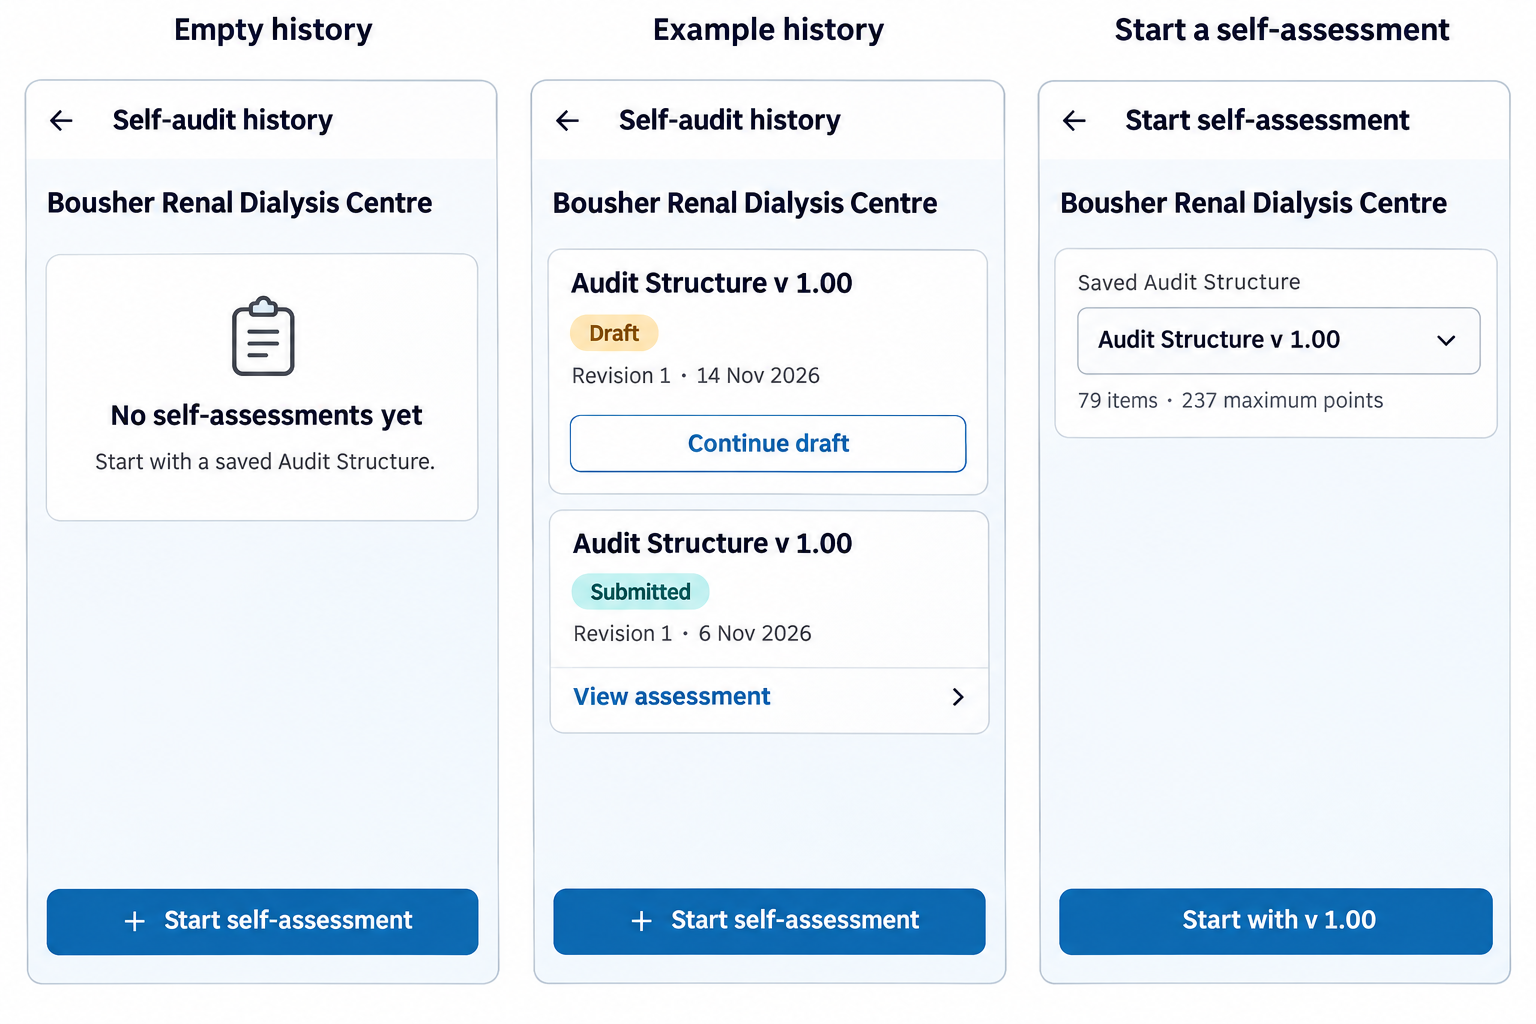 Empty history
Self-audit history
Bousher Renal Dialysis Centre
No self-assessments yet
Start with a saved Audit Structure.
+ Start self-assessment
Example history
Self-audit history
Bousher Renal Dialysis Centre
Audit Structure v 1.00
Draft
Revision 1 • 14 Nov 2026
Continue draft
Audit Structure v 1.00
Submitted
Revision 1 • 6 Nov 2026
View assessment
+ Start self-assessment
Start a self-assessment
Start self-assessment
Bousher Renal Dialysis Centre
Saved Audit Structure
Audit Structure v 1.00
79 items • 237 maximum points
Start with v 1.00